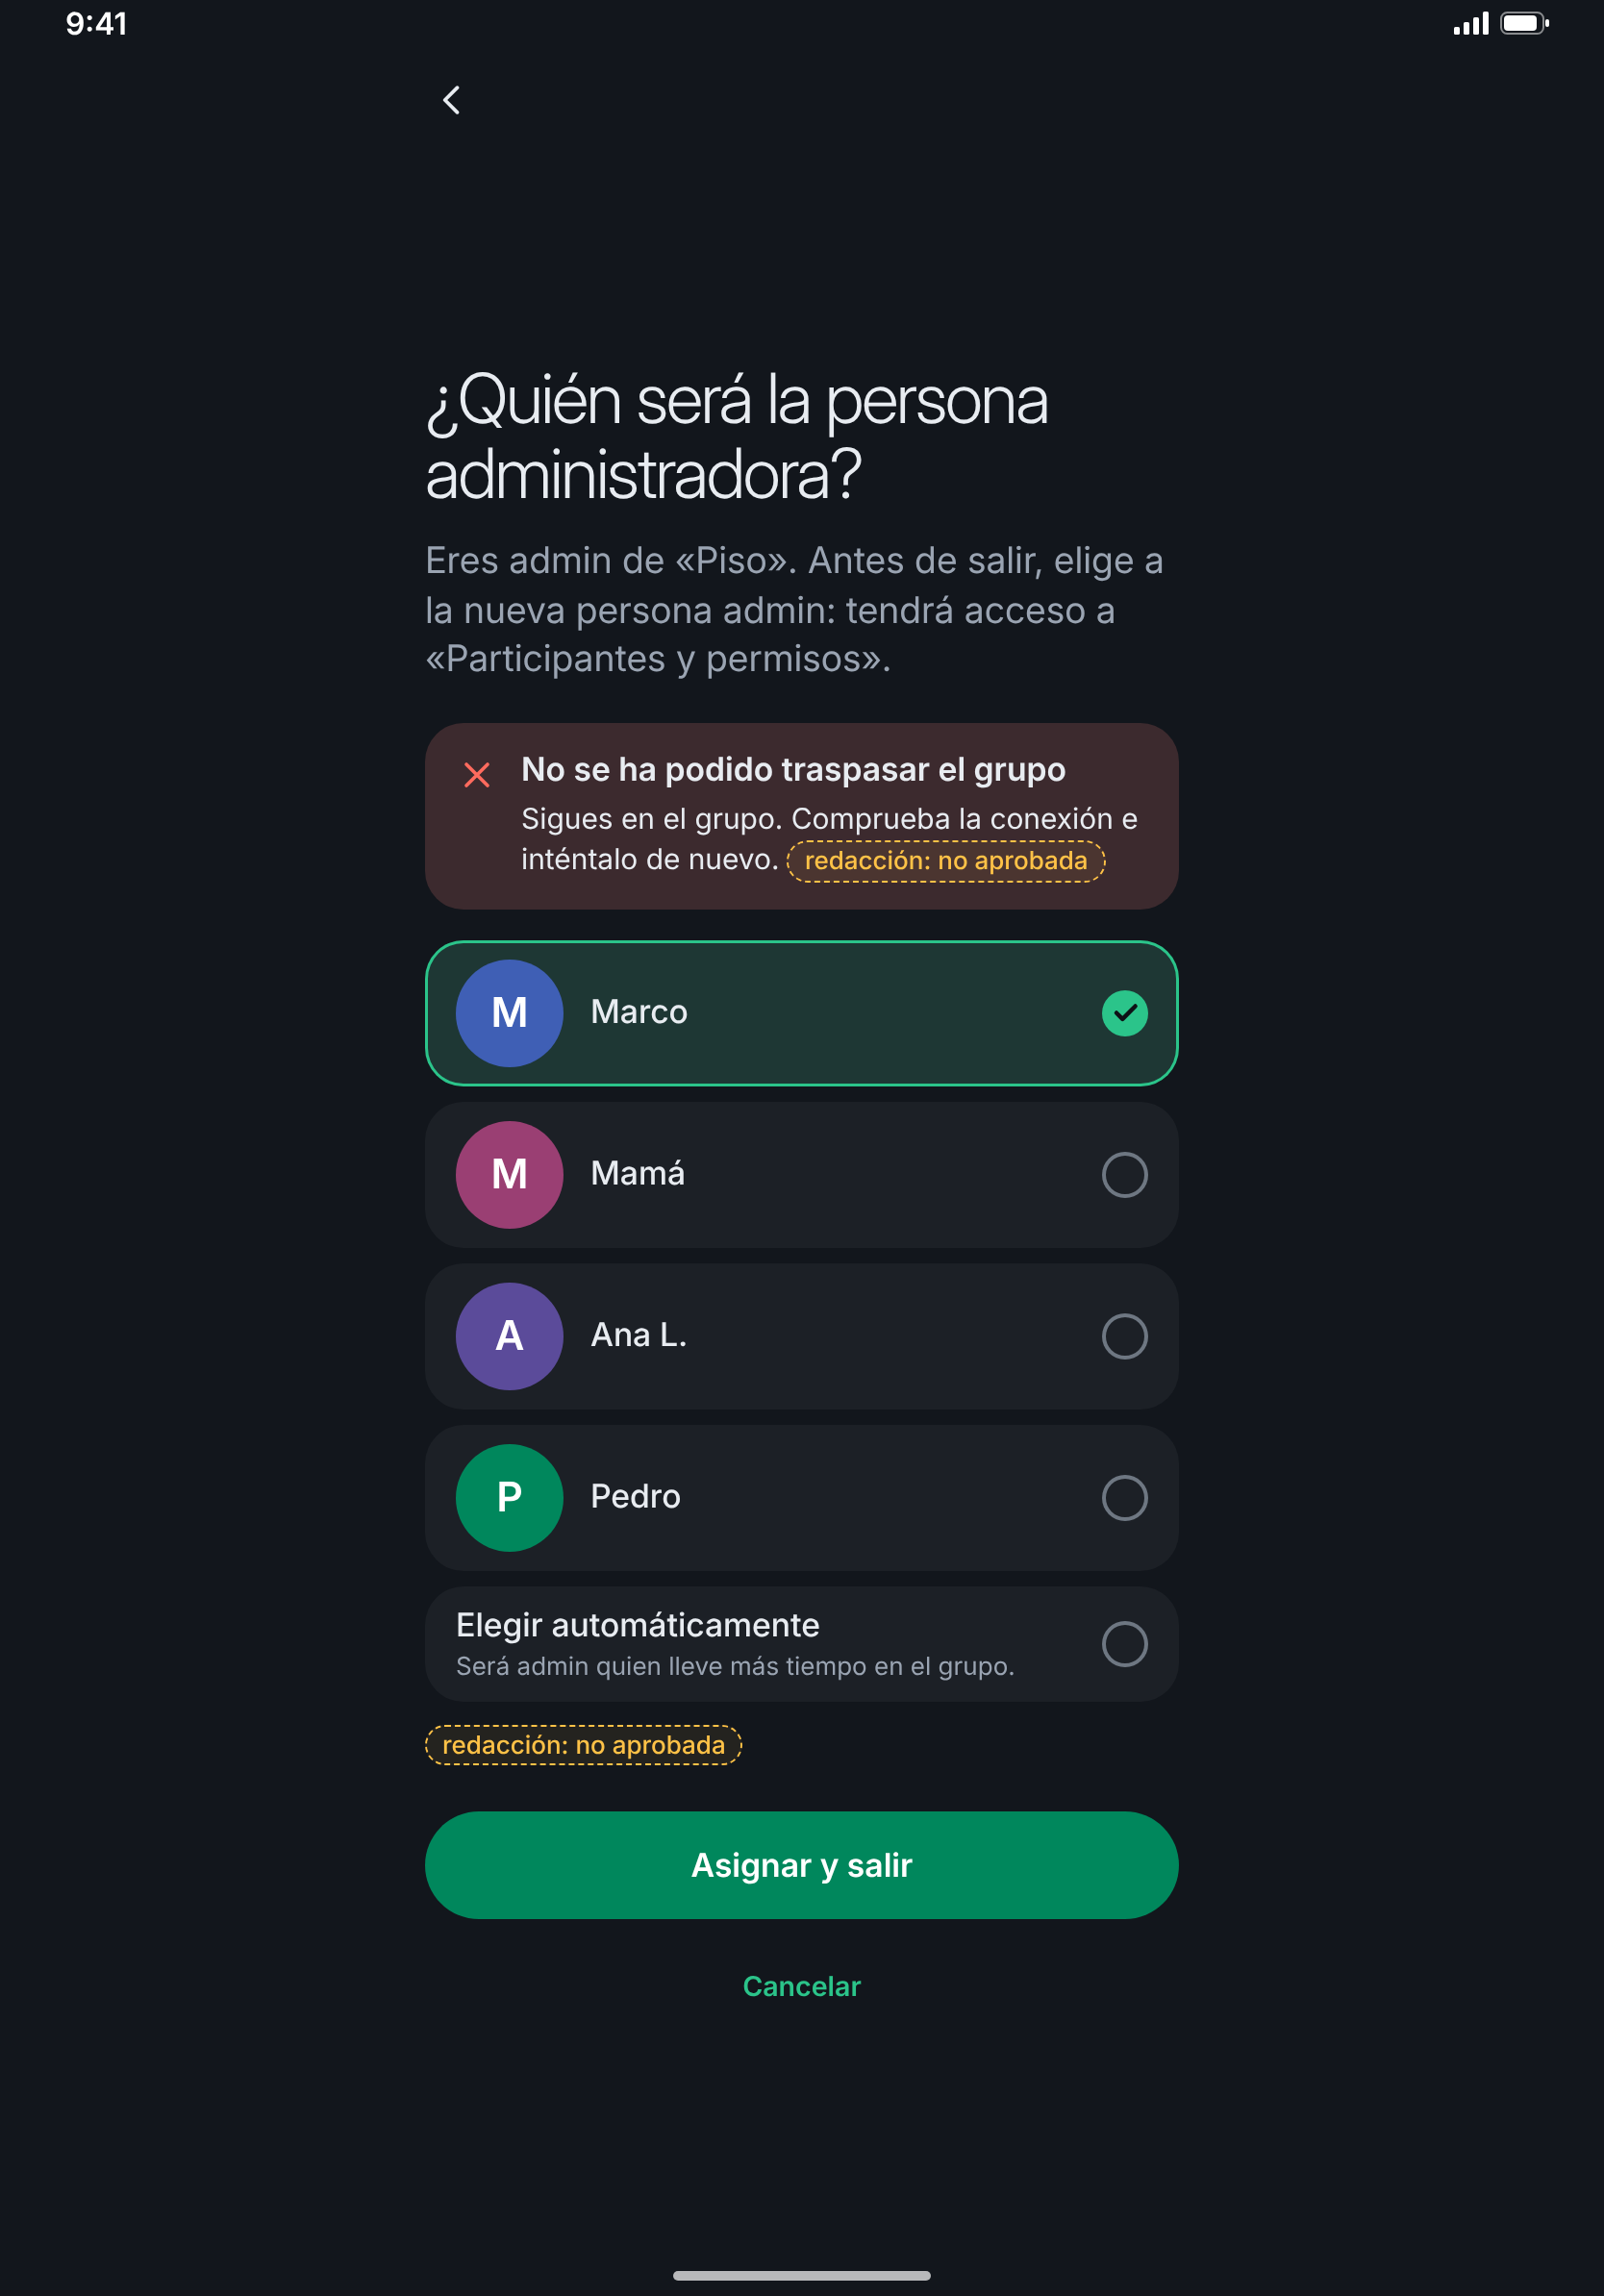 9:41
¿Quién será la persona
administradora?
Eres admin de «Piso». Antes de salir, elige a
la nueva persona admin: tendrá acceso a
«Participantes y permisos».
No se ha podido traspasar el grupo
Sigues en el grupo. Comprueba la conexión e
inténtalo de nuevo. redacción: no aprobada
M Marco
M Mamá
A Ana L.
P Pedro
Elegir automáticamente
Será admin quien lleve más tiempo en el grupo.
redacción: no aprobada
Asignar y salir
Cancelar